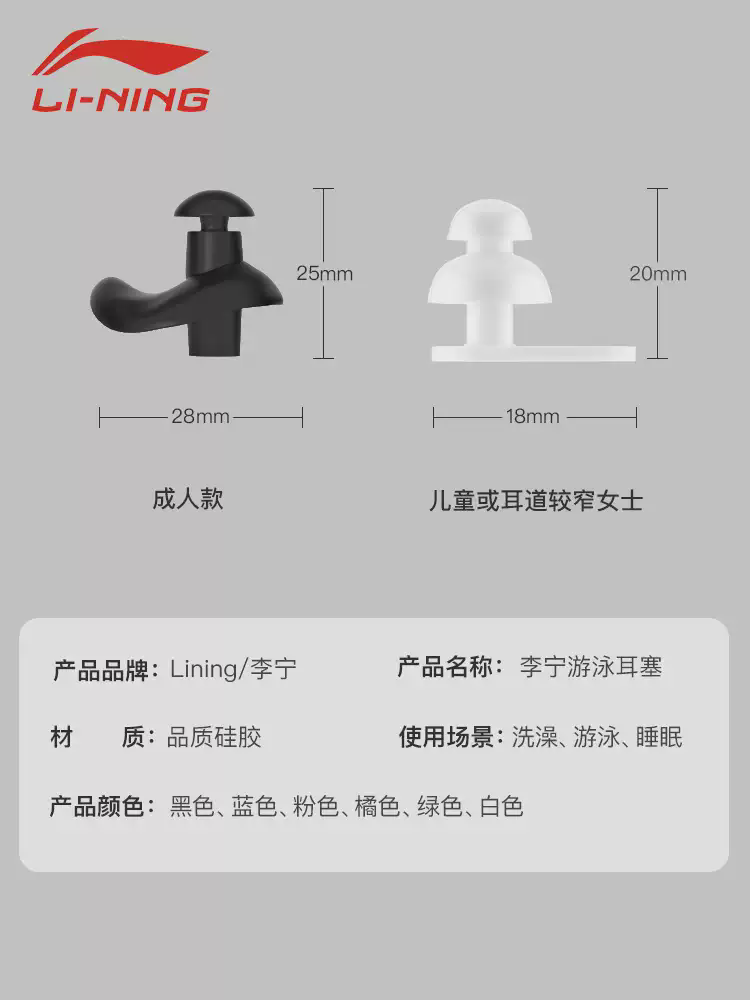 LI-NING
25mm
20mm
28mm
18mm
成人款
儿童或耳道较窄女士
产品品牌：Lining/李宁
产品名称：李宁游泳耳塞
材 质：品质硅胶
使用场景：洗澡、游泳、睡眠
产品颜色：黑色、蓝色、粉色、橘色、绿色、白色